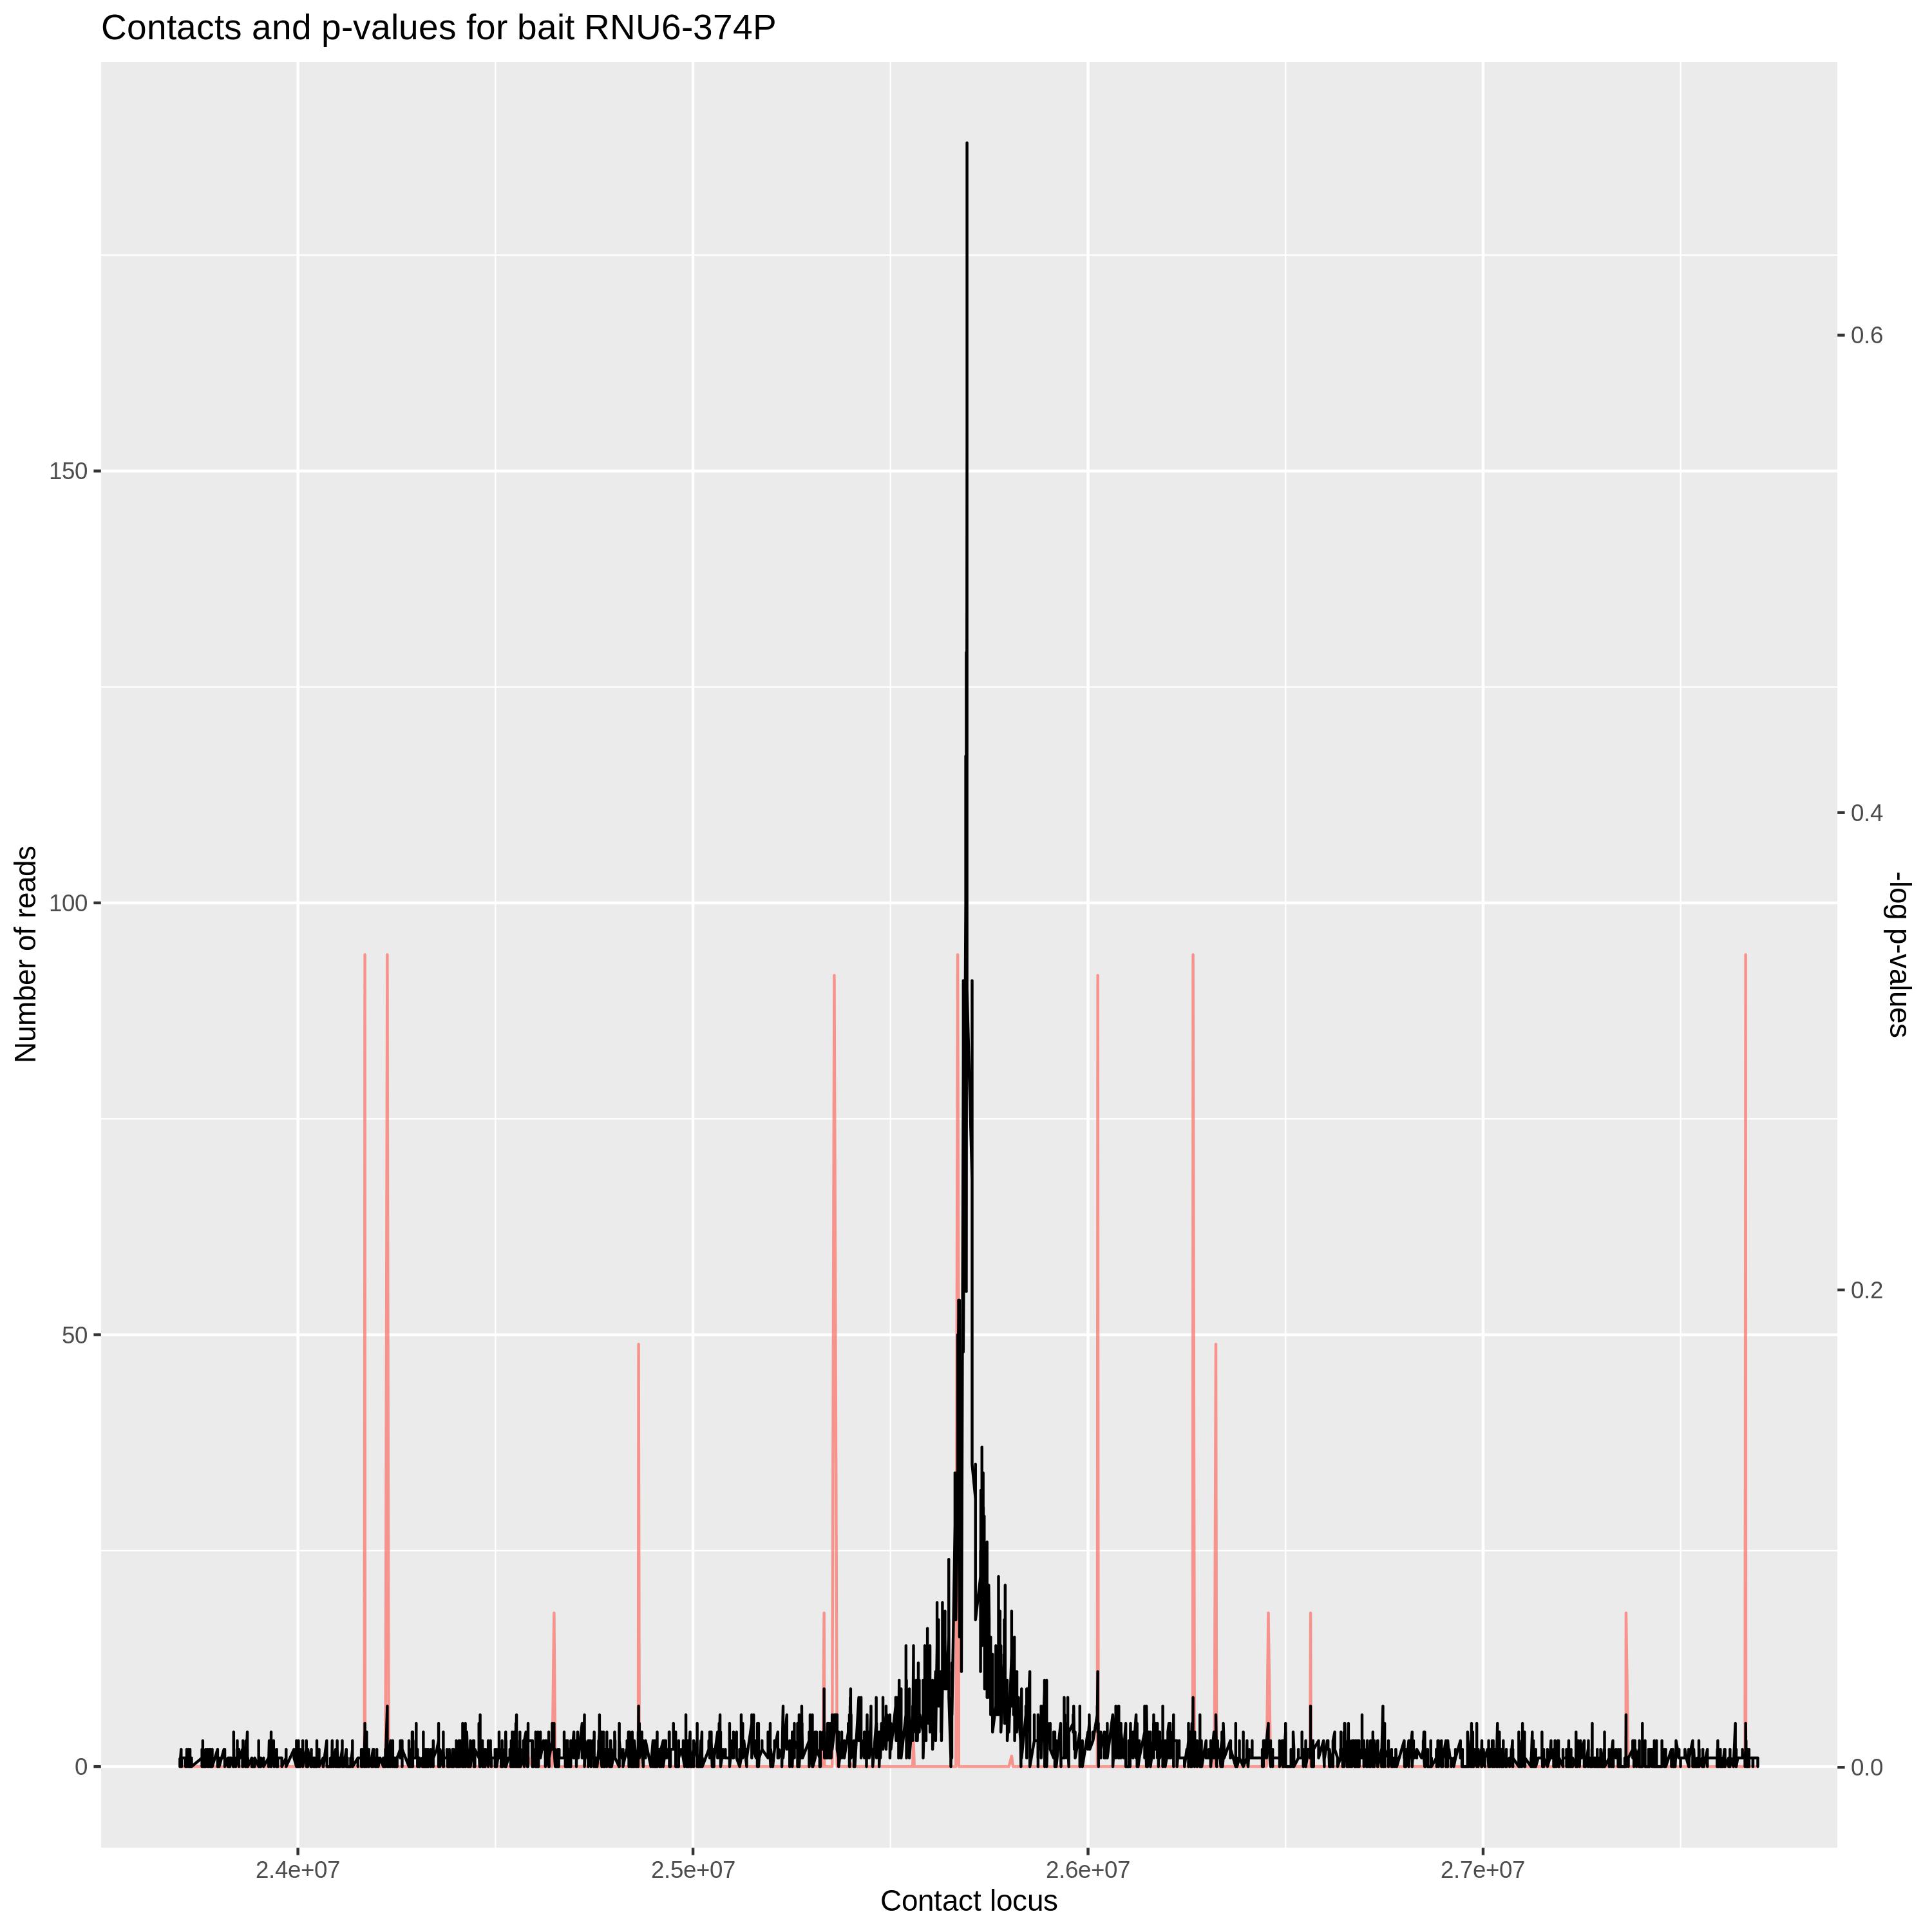 Contacts and p-values for bait RNU6-374P
Number of reads
150
100
50
0
0.6
0.4
0.2
0.0
-log p-values
2.4e+07
2.5e+07
2.6e+07
2.7e+07
Contact locus